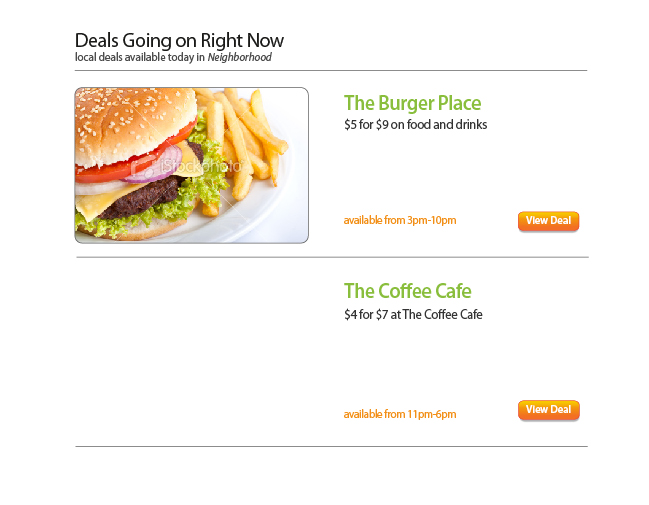 Deals Going on Right Now
local deals available today in Neighborhood
iStockphoto
The Burger Place
$5 for $9 on food and drinks
available from 3pm-10pm
View Deal
The Coffee Cafe
$4 for $7 at The Coffee Cafe
available from 11pm-6pm
View Deal